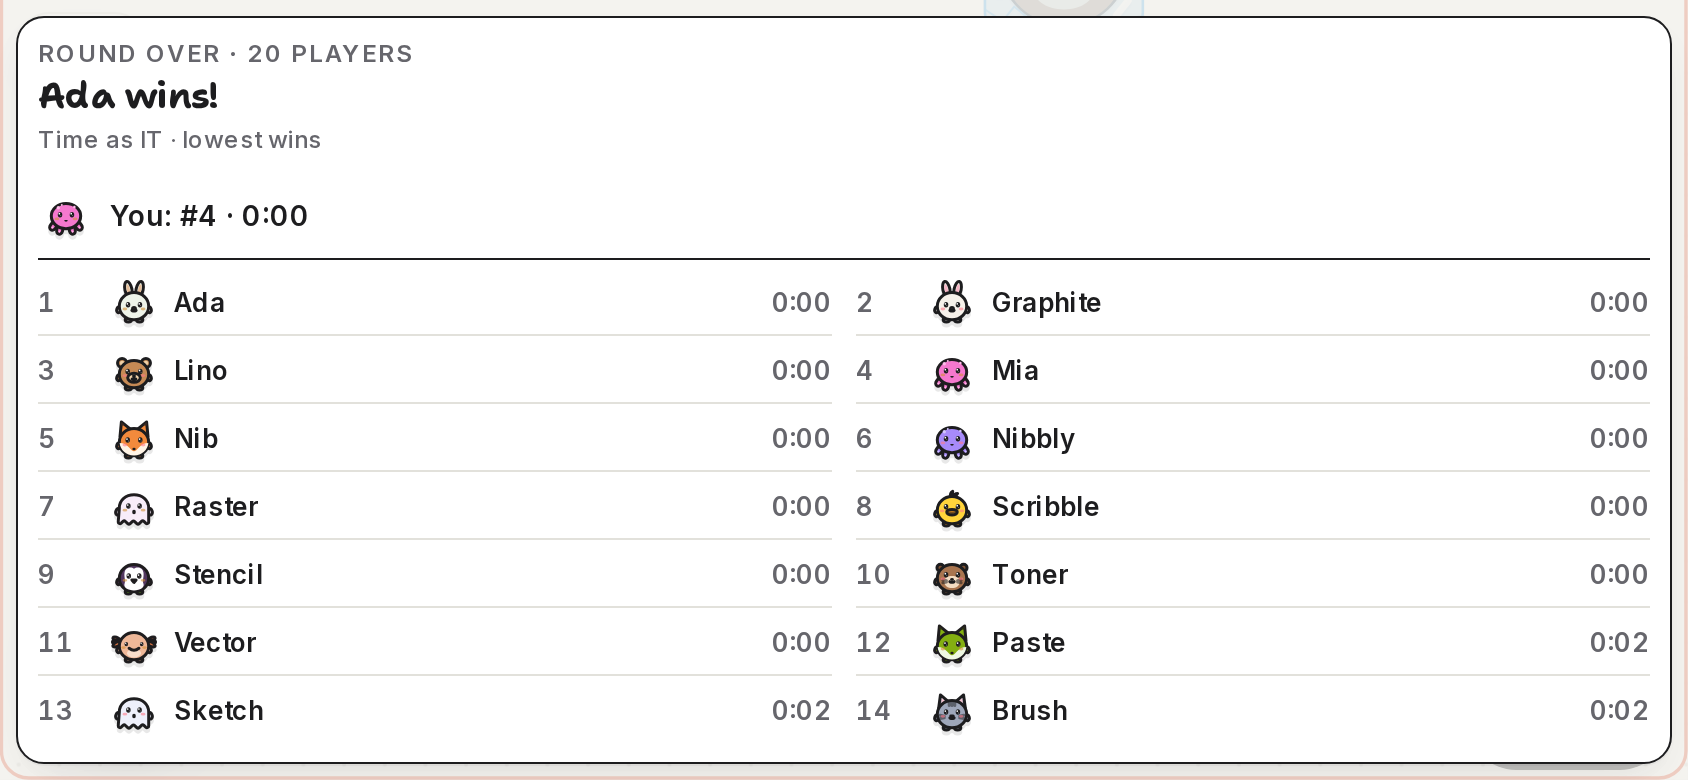 ROUND OVER · 20 PLAYERS
Ada wins!
Time as IT · lowest wins
You: #4 · 0:00
1 Ada 0:00 2 Graphite 0:00
3 Lino 0:00 4 Mia 0:00
5 Nib 0:00 6 Nibbly 0:00
7 Raster 0:00 8 Scribble 0:00
9 Stencil 0:00 10 Toner 0:00
11 Vector 0:00 12 Paste 0:02
13 Sketch 0:02 14 Brush 0:02